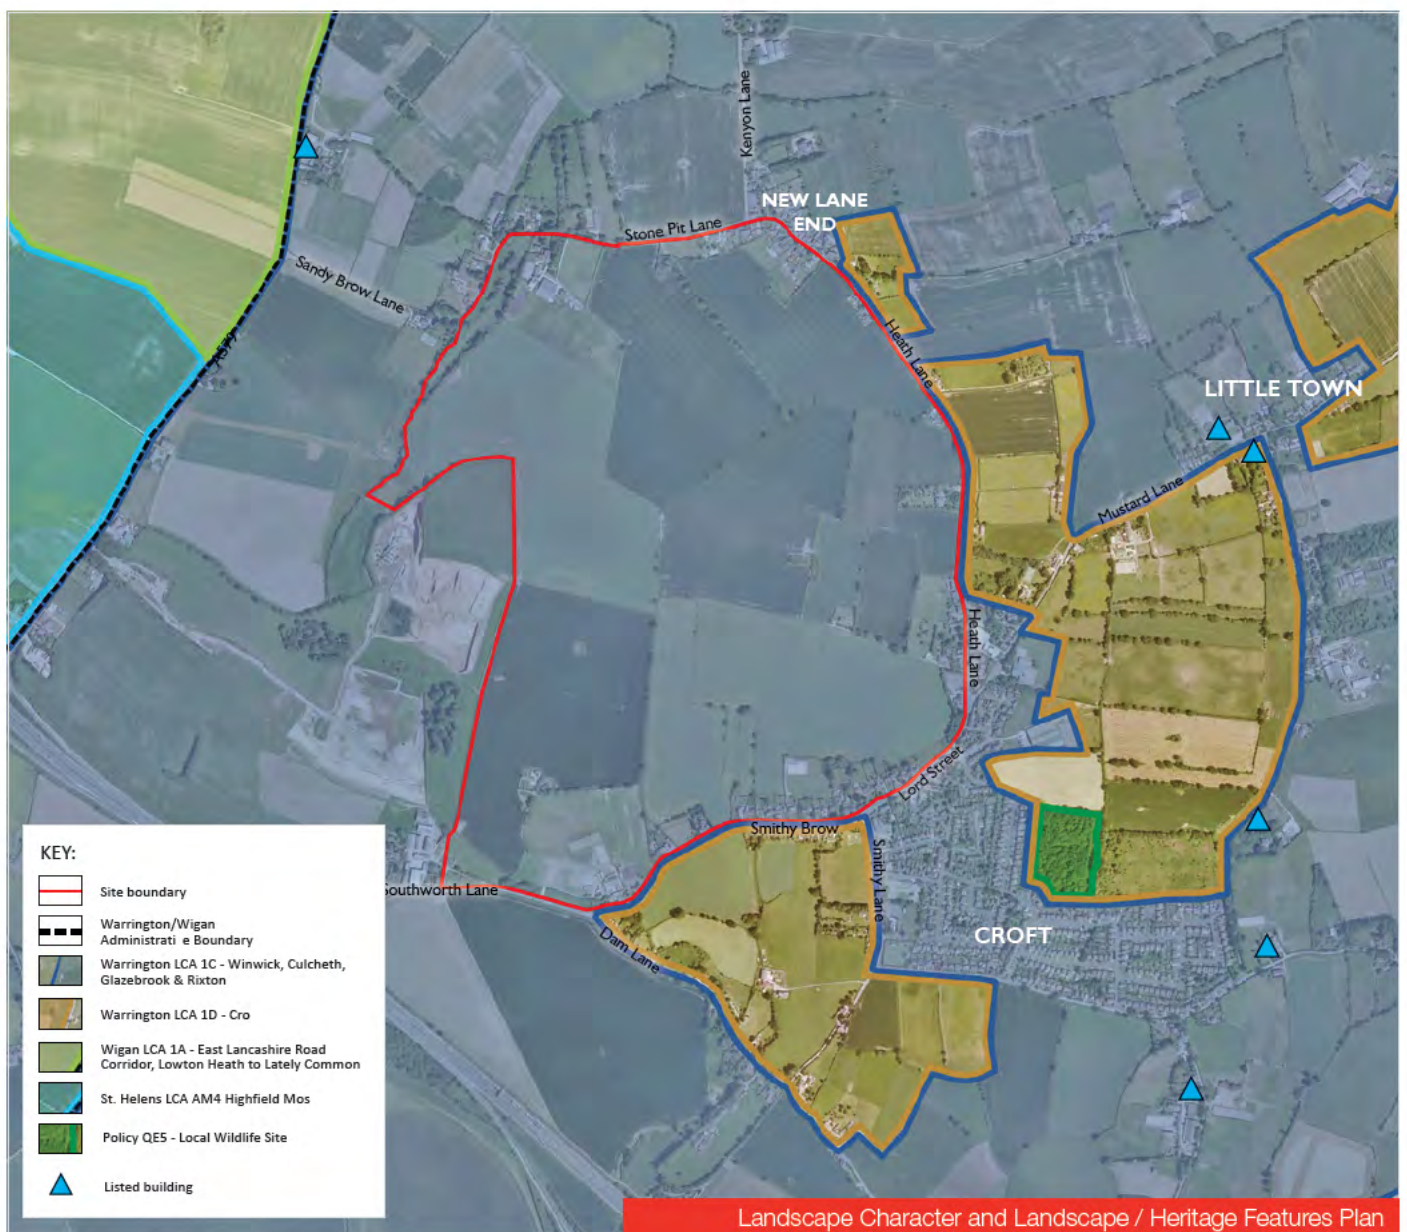 Kenyon Lane
NEW LANE
END
Stone Pit Lane
Sandy Brow Lane
A579
Heath Lane
LITTLE TOWN
Mustard Lane
Heath Lane
Lord Street
Smithy Brow
Smithy Lane
Southworth Lane
Dam Lane
CROFT
KEY:
Site boundary
Warrington/Wigan
Administrati e Boundary
Warrington LCA 1C - Winwick, Culcheth,
Glazebrook & Rixton
Warrington LCA 1D - Cro
Wigan LCA 1A - East Lancashire Road
Corridor, Lowton Heath to Lately Common
St. Helens LCA AM4 Highfield Mos
Policy QE5 - Local Wildlife Site
Listed building
Landscape Character and Landscape / Heritage Features Plan